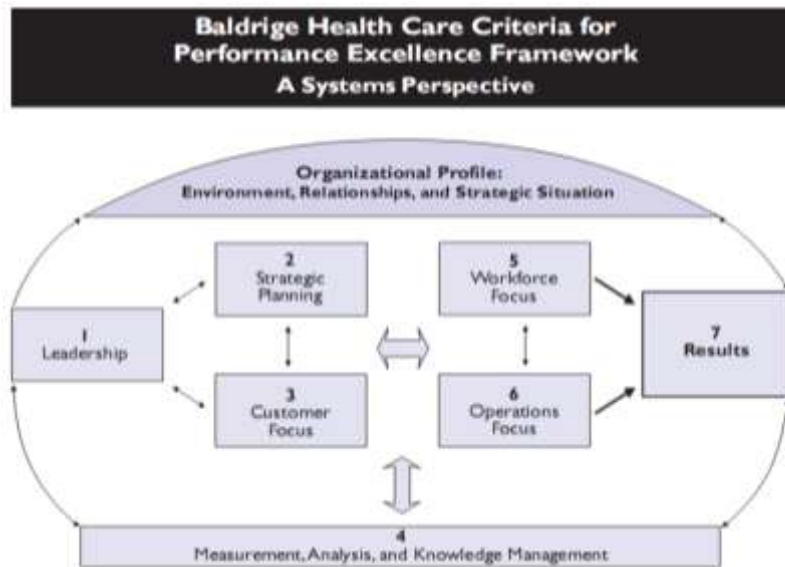 Baldrige Health Care Criteria for
Performance Excellence Framework
A Systems Perspective
Organizational Profile:
Environment, Relationships, and Strategic Situation
2
Strategic
Planning
5
Workforce
Focus
1
Leadership
7
Results
3
Customer
Focus
6
Operations
Focus
4
Measurement, Analysis, and Knowledge Management